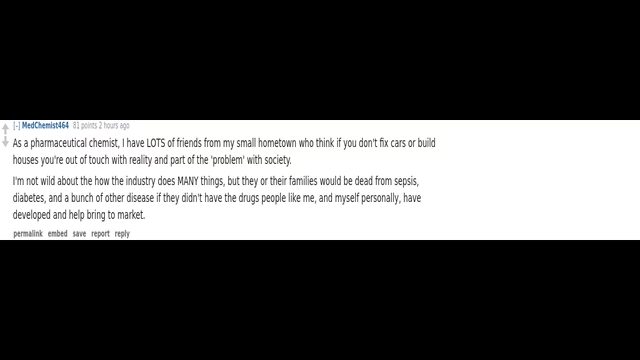 [–] MedChemist464 81 points 2 hours ago
As a pharmaceutical chemist, I have LOTS of friends from my small hometown who think if you don't fix cars or build
houses you're out of touch with reality and part of the 'problem' with society.
I'm not wild about the how the industry does MANY things, but they or their families would be dead from sepsis,
diabetes, and a bunch of other disease if they didn't have the drugs people like me, and myself personally, have
developed and help bring to market.
permalink embed save report reply